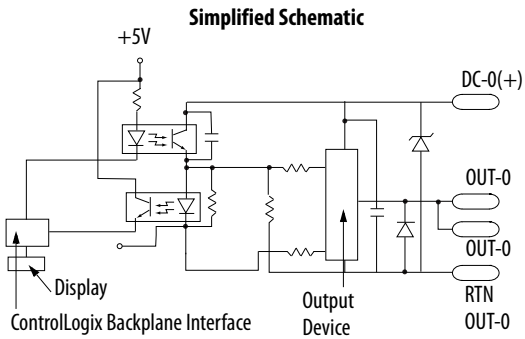 Simplified Schematic
+5V
DC-0(+)
OUT-0
OUT-0
Display
Output
Device
RTN
OUT-0
ControlLogix Backplane Interface